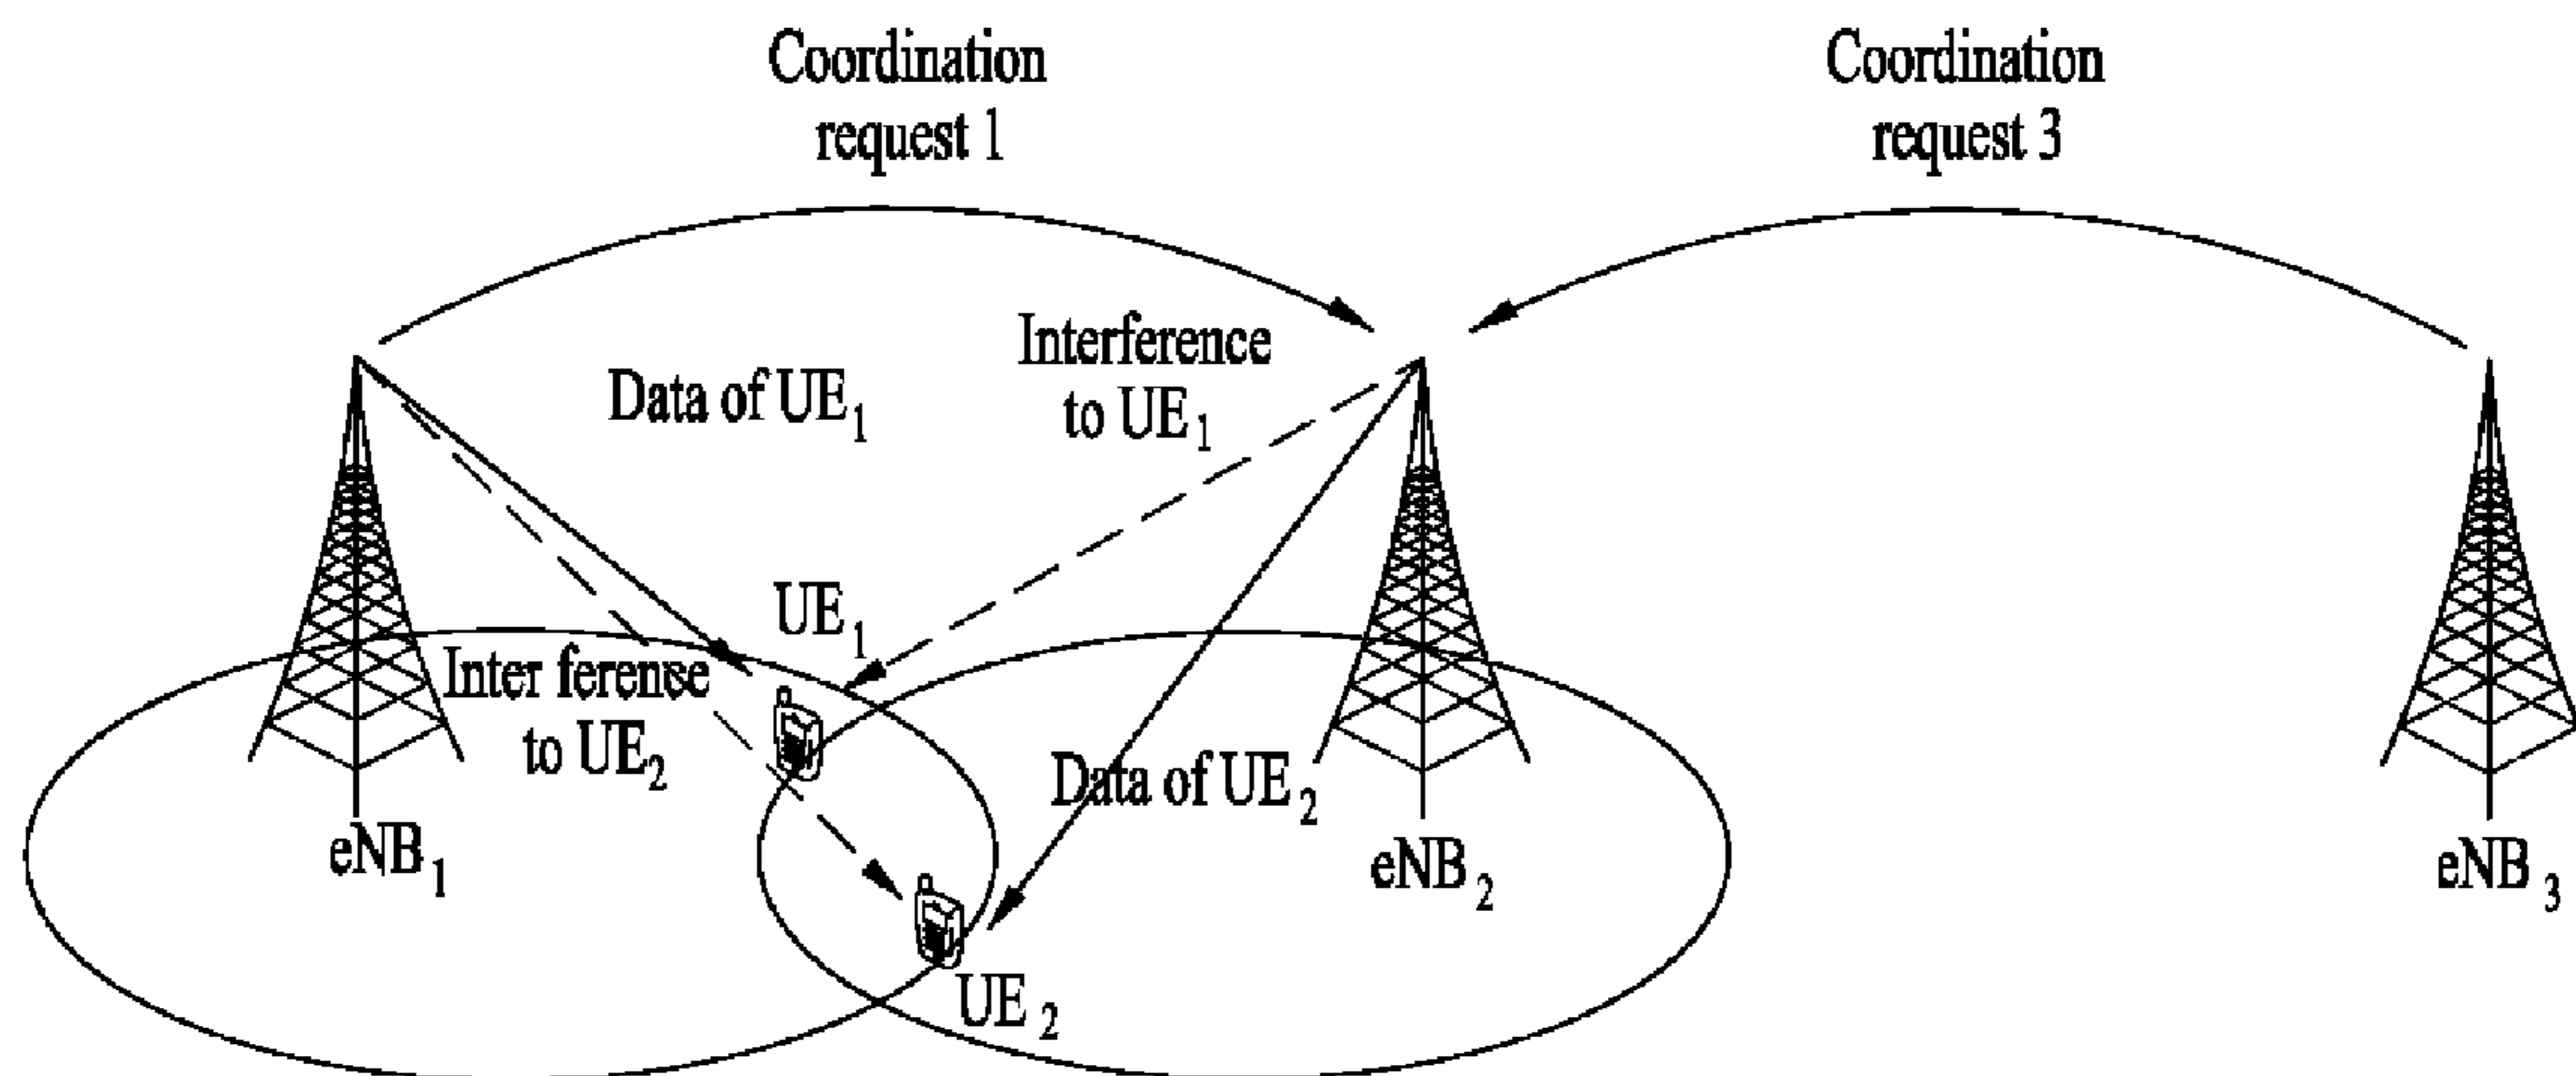 Coordination
request 1
Coordination
request 3
Interference
to UE1
Data of UE1
UE1
Inter ference
to UE2
Data of UE2
eNB1
eNB2
eNB3
UE2